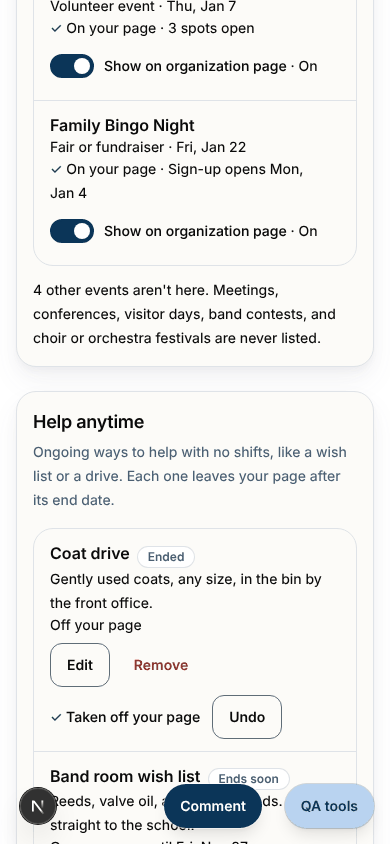 Volunteer event · Thu, Jan 7
✓ On your page · 3 spots open
Show on organization page · On
Family Bingo Night
Fair or fundraiser · Fri, Jan 22
✓ On your page · Sign-up opens Mon,
Jan 4
Show on organization page · On
4 other events aren't here. Meetings,
conferences, visitor days, band contests, and
choir or orchestra festivals are never listed.
Help anytime
Ongoing ways to help with no shifts, like a wish
list or a drive. Each one leaves your page after
its end date.
Coat drive Ended
Gently used coats, any size, in the bin by
the front office.
Off your page
Edit Remove
✓ Taken off your page Undo
Band room wish list Ends soon
Reeds, valve oil,
straight to the school.
N Comment QA tools